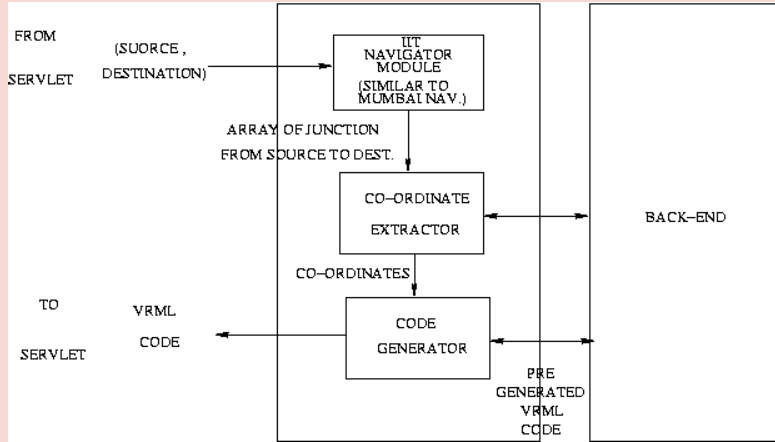 FROM
SERVLET
(SUORCE ,
DESTINATION)
IIT
NAVIGATOR
MODULE
(SIMILAR TO
MUMBAI NAV.)
ARRAY OF JUNCTION
FROM SOURCE TO DEST.
CO-ORDINATE
EXTRACTOR
BACK-END
CO-ORDINATES
TO
SERVLET
VRML
CODE
CODE
GENERATOR
PRE
GENERATED
VRML
CODE